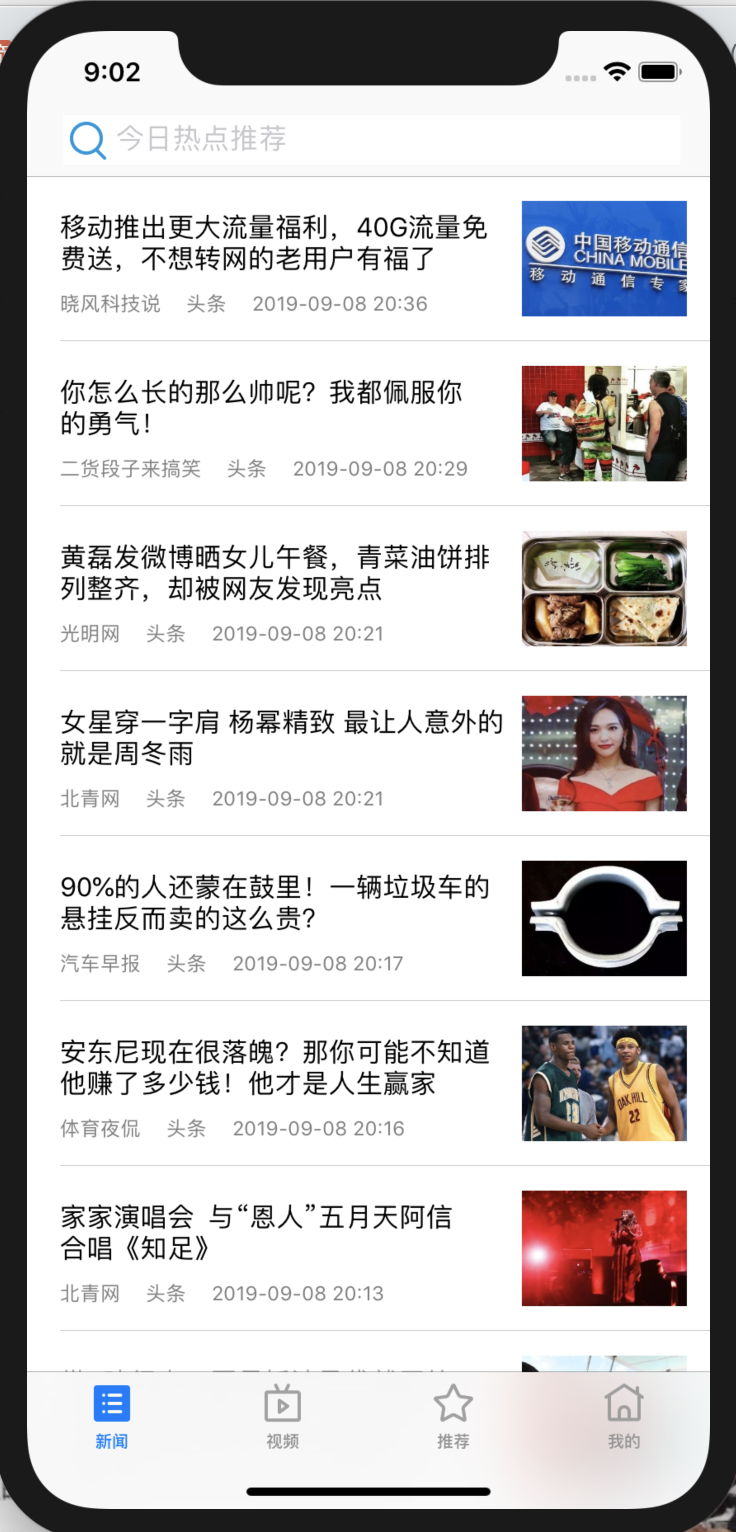 9:02
今日热点推荐
移动推出更大流量福利，40G流量免
费送，不想转网的老用户有福了
晓风科技说 头条 2019-09-08 20:36
中国移动通信
CHINA MOBILE
移动通信专家
你怎么长的那么帅呢？我都佩服你
的勇气！
二货段子来搞笑 头条 2019-09-08 20:29
黄磊发微博晒女儿午餐，青菜油饼排
列整齐，却被网友发现亮点
光明网 头条 2019-09-08 20:21
女星穿一字肩 杨幂精致 最让人意外的
就是周冬雨
北青网 头条 2019-09-08 20:21
90%的人还蒙在鼓里！一辆垃圾车的
悬挂反而卖的这么贵？
汽车早报 头条 2019-09-08 20:17
安东尼现在很落魄？那你可能不知道
他赚了多少钱！他才是人生赢家
体育夜侃 头条 2019-09-08 20:16
OAK HILL
22
家家演唱会 与“恩人”五月天阿信
合唱《知足》
北青网 头条 2019-09-08 20:13
新闻 视频 推荐 我的